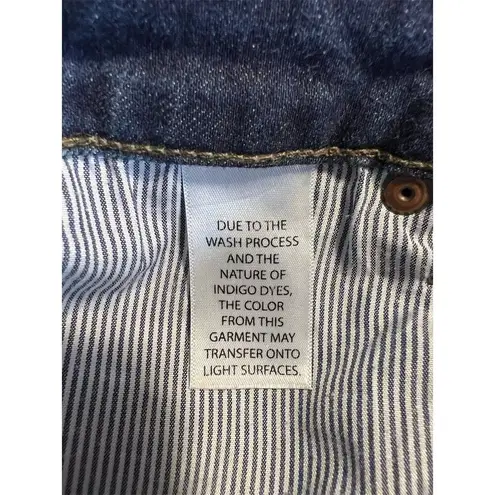 DUE TO THE
WASH PROCESS
AND THE
NATURE OF
INDIGO DYES,
THE COLOR
FROM THIS
GARMENT MAY
TRANSFER ONTO
LIGHT SURFACES.